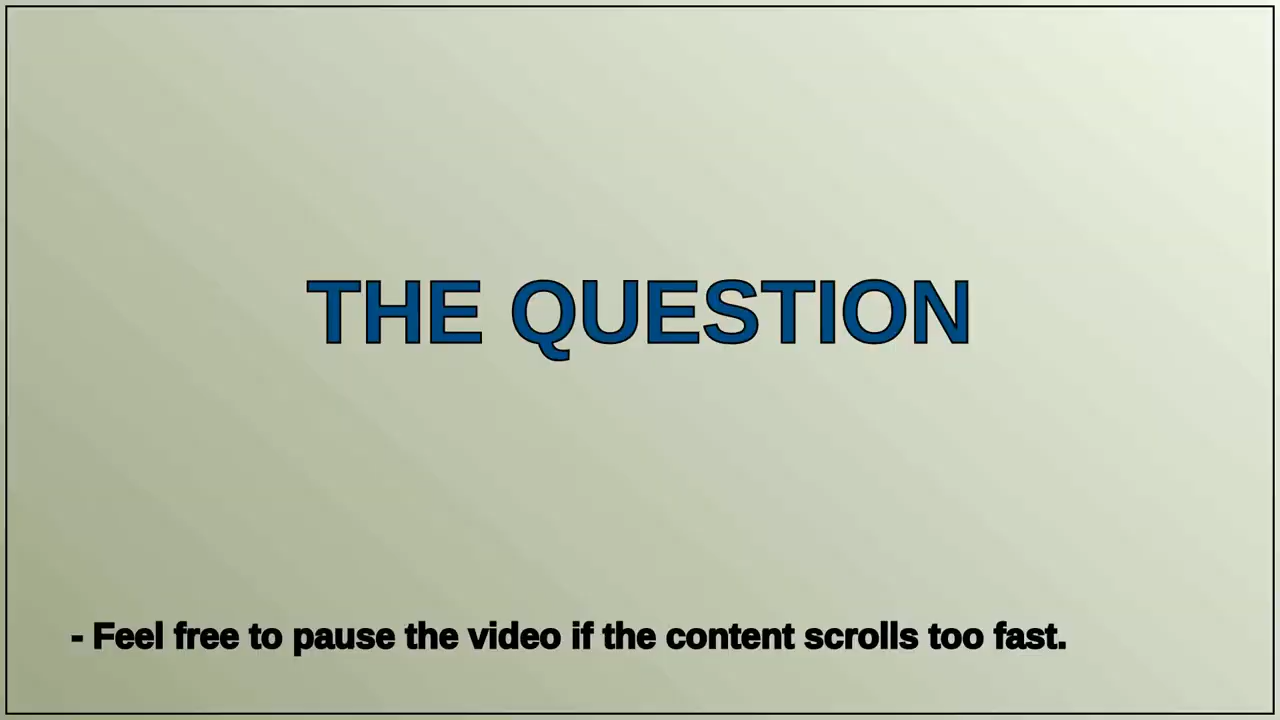 THE QUESTION
- Feel free to pause the video if the content scrolls too fast.